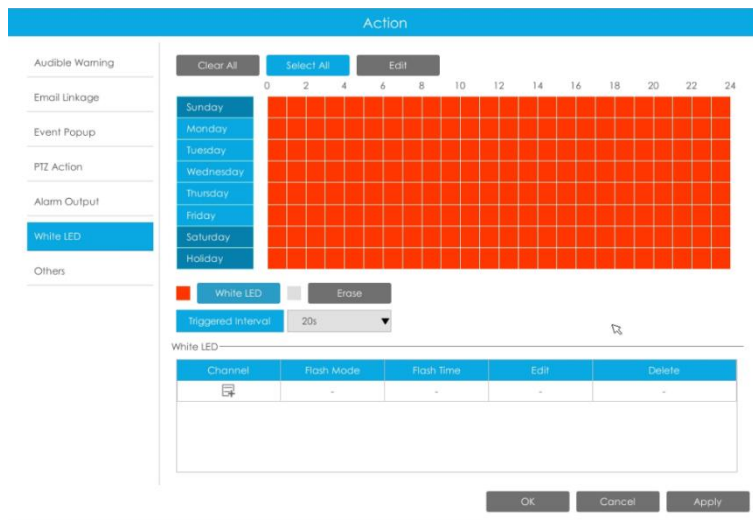 Action
Audible Warning
Email Linkage
Event Popup
PTZ Action
Alarm Output
White LED
Others
Clear All Select All Edit
0 2 4 6 8 10 12 14 16 18 20 22 24
Sunday
Monday
Tuesday
Wednesday
Thursday
Friday
Saturday
Holiday
White LED Erase
Triggered Interval 20s
White LED
Channel Flash Mode Flash Time Edit Delete
- - - -
OK Cancel Apply